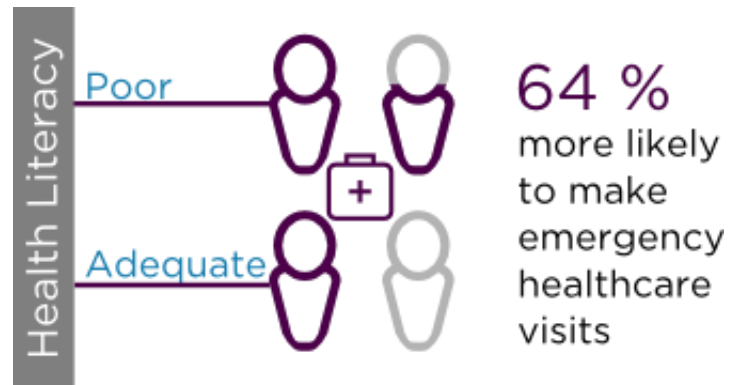 Health Literacy
Poor
Adequate
64 %
more likely
to make
emergency
healthcare
visits